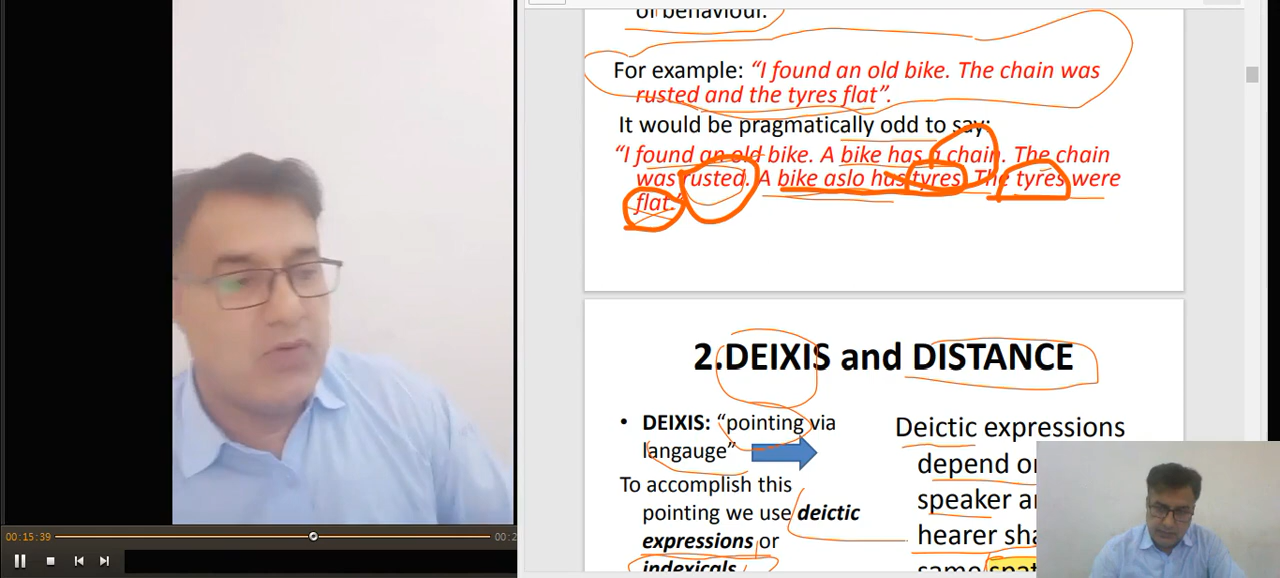 of behaviour.
For example: “I found an old bike. The chain was
rusted and the tyres flat”.
It would be pragmatically odd to say:
“I found an old bike. A bike has a chain. The chain
was rusted. A bike aslo has tyres. The tyres were
flat.”
2.DEIXIS and DISTANCE
• DEIXIS: “pointing via
langauge”
To accomplish this
pointing we use deictic
expressions or
indexicals.
Deictic expressions
depend on
speaker
hearer
same
00:15:39